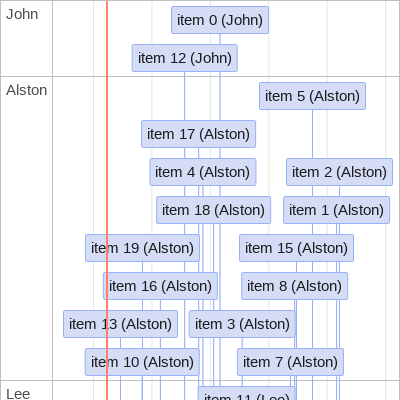 John
item 0 (John)
item 12 (John)
Alston
item 5 (Alston)
item 17 (Alston)
item 4 (Alston)
item 2 (Alston)
item 18 (Alston)
item 1 (Alston)
item 19 (Alston)
item 15 (Alston)
item 16 (Alston)
item 8 (Alston)
item 13 (Alston)
item 3 (Alston)
item 10 (Alston)
item 7 (Alston)
Lee
item 11 (Lee)